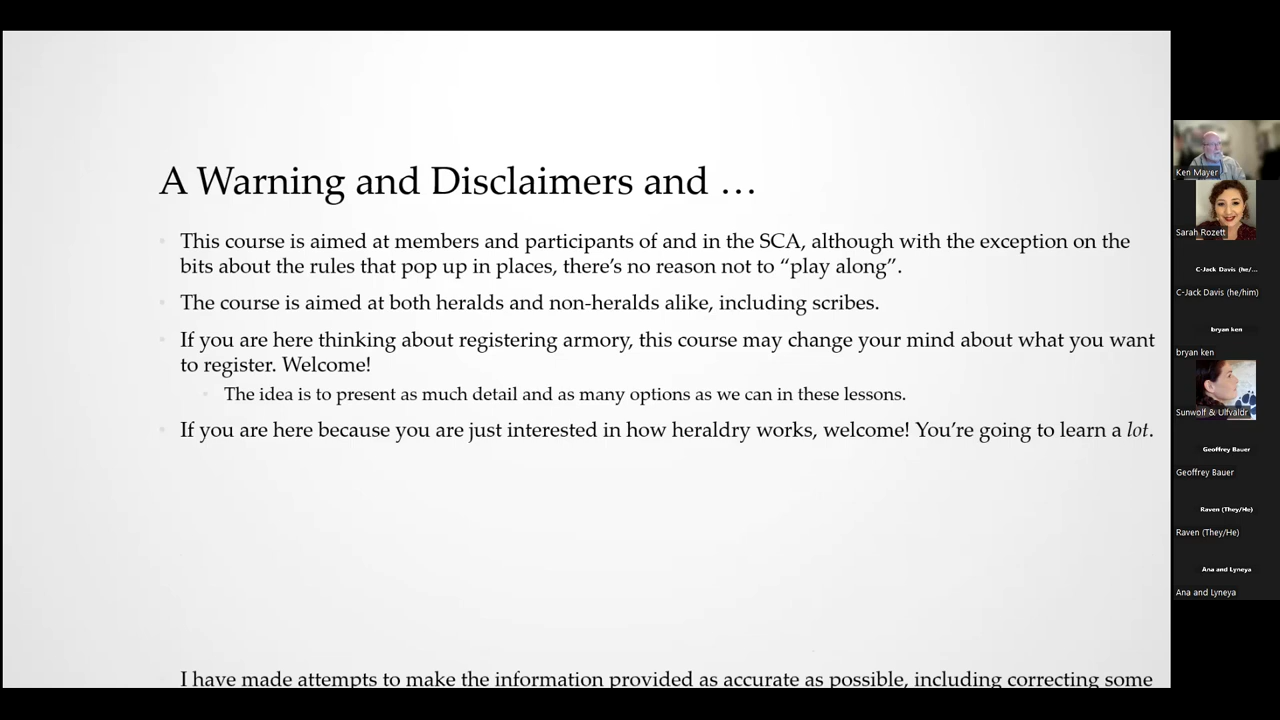 A Warning and Disclaimers and …
This course is aimed at members and participants of and in the SCA, although with the exception on the
bits about the rules that pop up in places, there’s no reason not to “play along”.
The course is aimed at both heralds and non-heralds alike, including scribes.
If you are here thinking about registering armory, this course may change your mind about what you want
to register. Welcome!
The idea is to present as much detail and as many options as we can in these lessons.
If you are here because you are just interested in how heraldry works, welcome! You’re going to learn a lot.
I have made attempts to make the information provided as accurate as possible, including correcting some
Ken Mayer
Sarah Rozett
C-Jack Davis (he/...
C-Jack Davis (he/him)
bryan ken
bryan ken
Sunwolf & Ulfvaldr
Geoffrey Bauer
Geoffrey Bauer
Raven (They/He)
Raven (They/He)
Ana and Lyneya
Ana and Lyneya